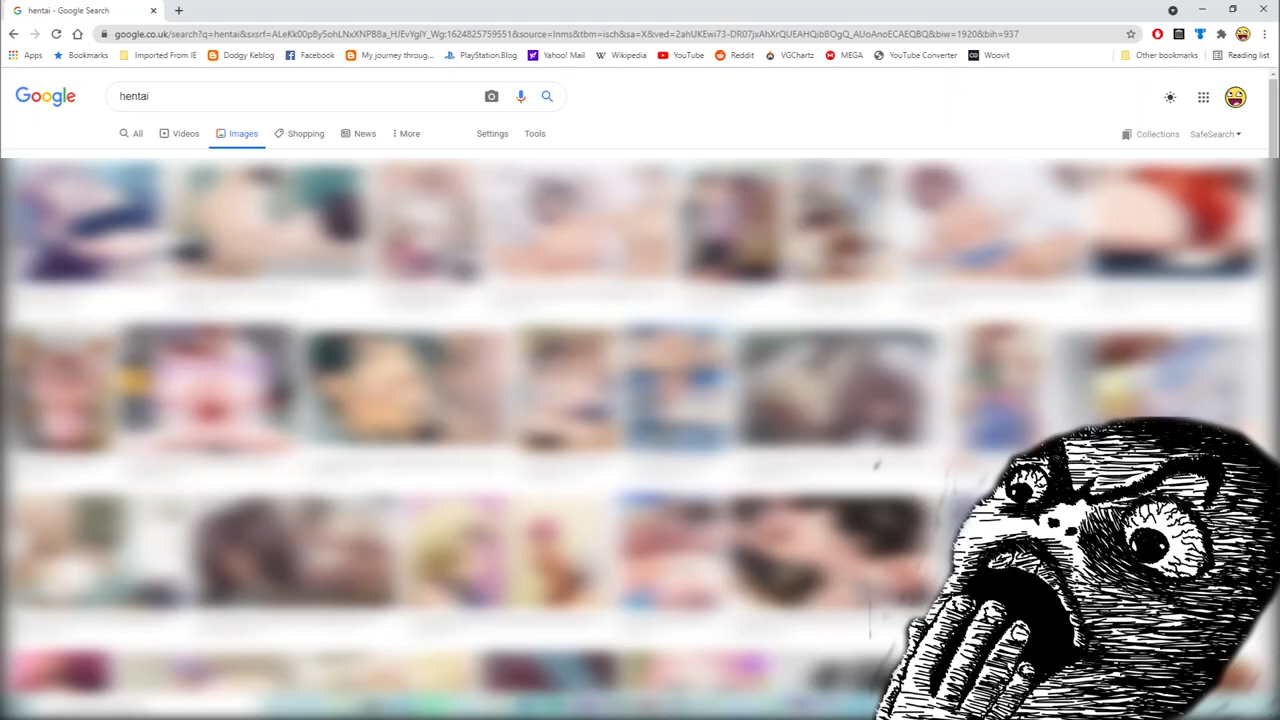 hentai - Google Search
google.co.uk/search?q=hentai&sxsrf=ALeKk00p8y5ohLNxXNPB8a_HJEvYgIY_Wg:1624825759551&source=lnms&tbm=isch&sa=X&ved=2ahUKEwi73-DR07jxAhXrQUEAHQibBOgQ_AUoAnoECAEQBQ&biw=1920&bih=937
Apps Bookmarks Imported From IE Dodgy Keblog Facebook My journey throug... PlayStation.Blog Yahoo! Mail Wikipedia YouTube Reddit VGChartz MEGA YouTube Converter Woovit Other bookmarks Reading list
Google hentai
All Videos Images Shopping News More Settings Tools Collections SafeSearch